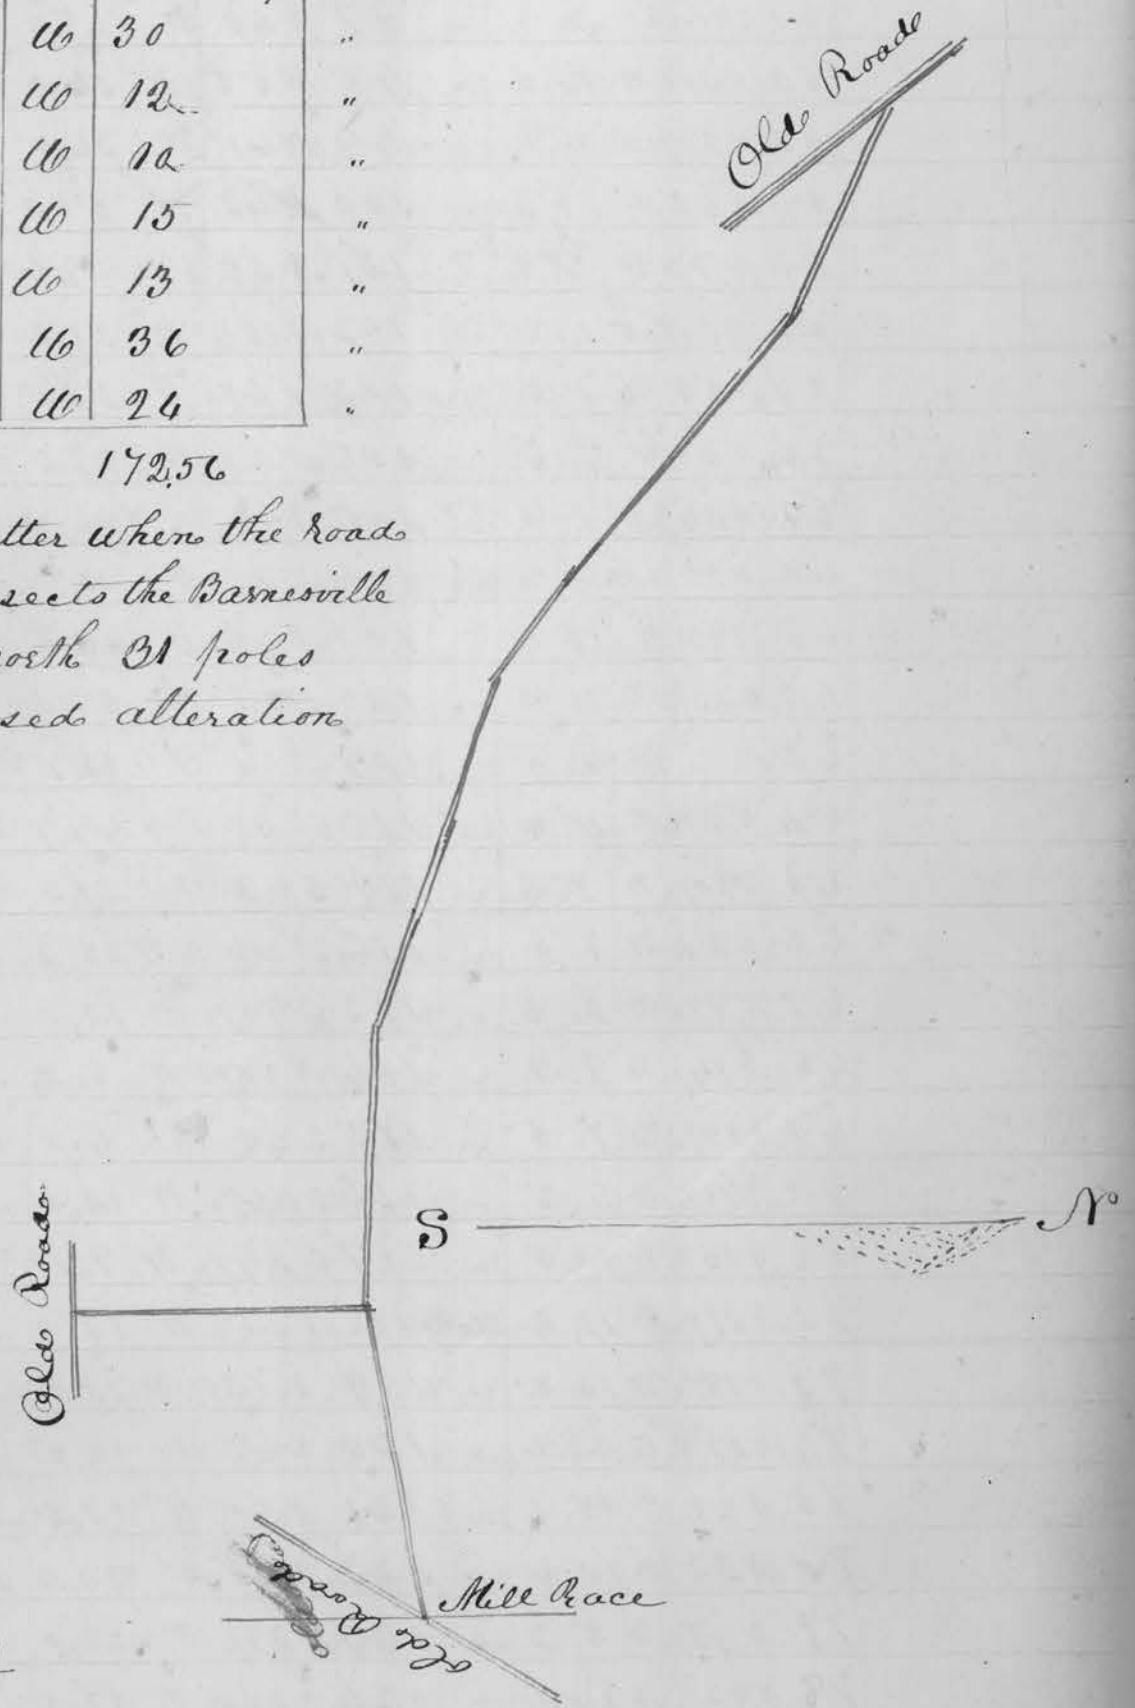 W 30 "
W 12 "
W 10 "
W 15 "
W 13 "
W 36 "
W 24 "
172,56
tter when the road
sects the Barnesville
north 31 poles
sed alteration
Old Road
S N
Old Road
Mill Race
Old Road